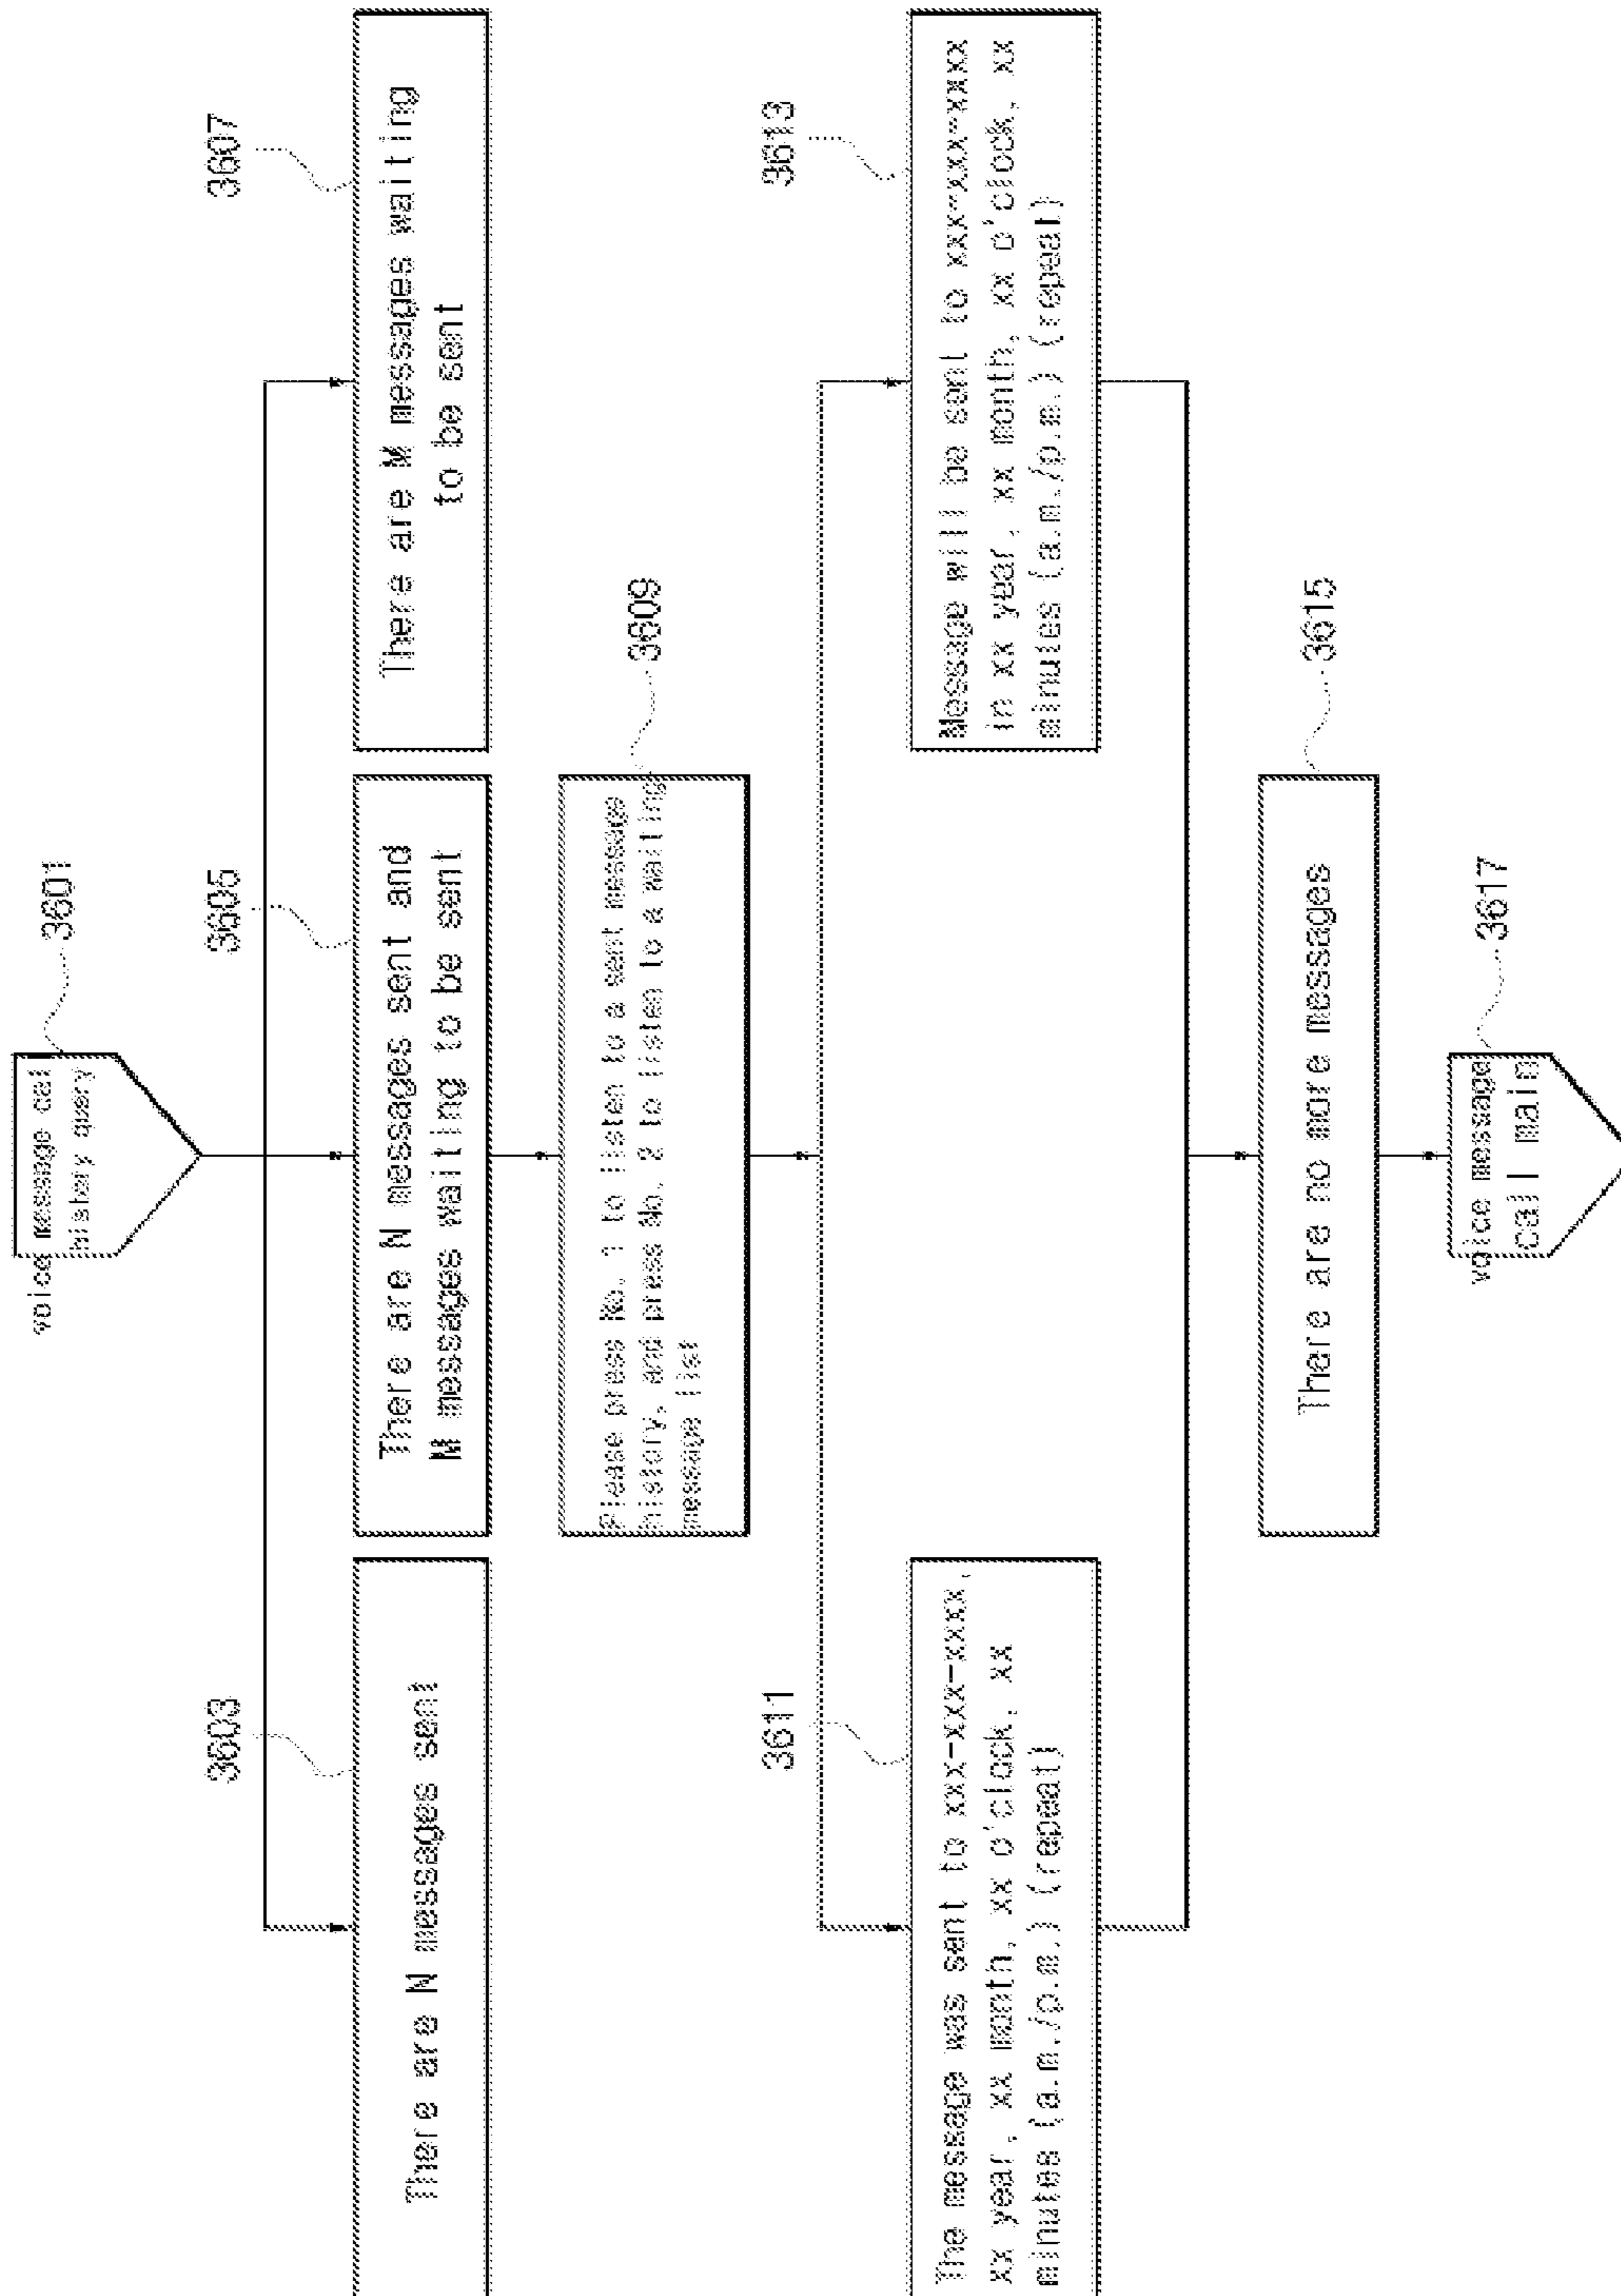 3601
voice message call
history query
3603
There are N messages sent
3605
There are N messages sent and
M messages waiting to be sent
3607
There are M messages waiting
to be sent
3609
Please press No. 1 to listen to a sent message
history, and press No. 2 to listen to a waiting
message list
3611
The message was sent to xxx-xxx-xxxx,
xx year, xx month, xx o'clock, xx
minutes (a.m./p.m.) (repeat)
3613
Message will be sent to xxx-xxx-xxxx
in xx year, xx month, xx o'clock, xx
minutes (a.m./p.m.) (repeat)
3615
There are no more messages
3617
voice message
call main